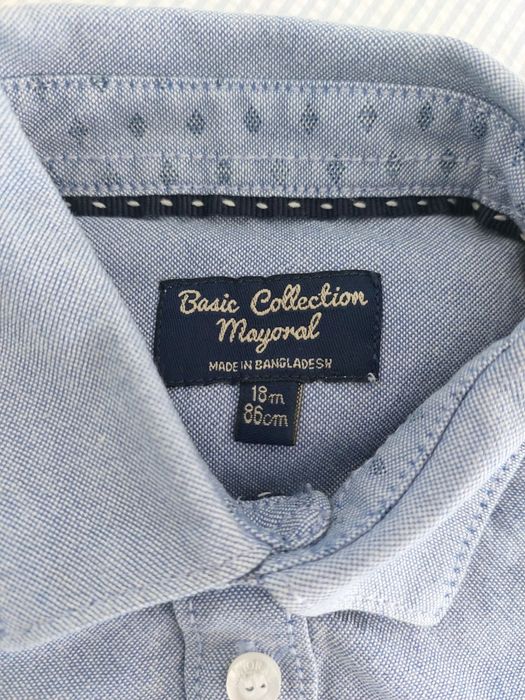 Basic Collection
Mayoral
MADE IN BANGLADESH
18m
86cm